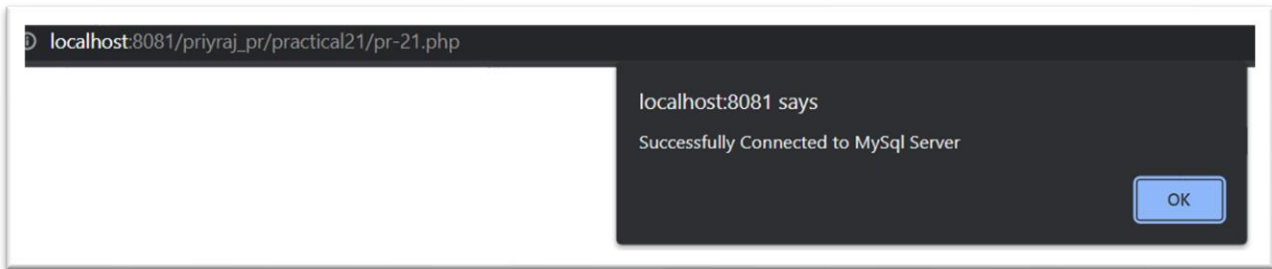 localhost:8081/priyraj_pr/practical21/pr-21.php
localhost:8081 says
Successfully Connected to MySql Server
OK